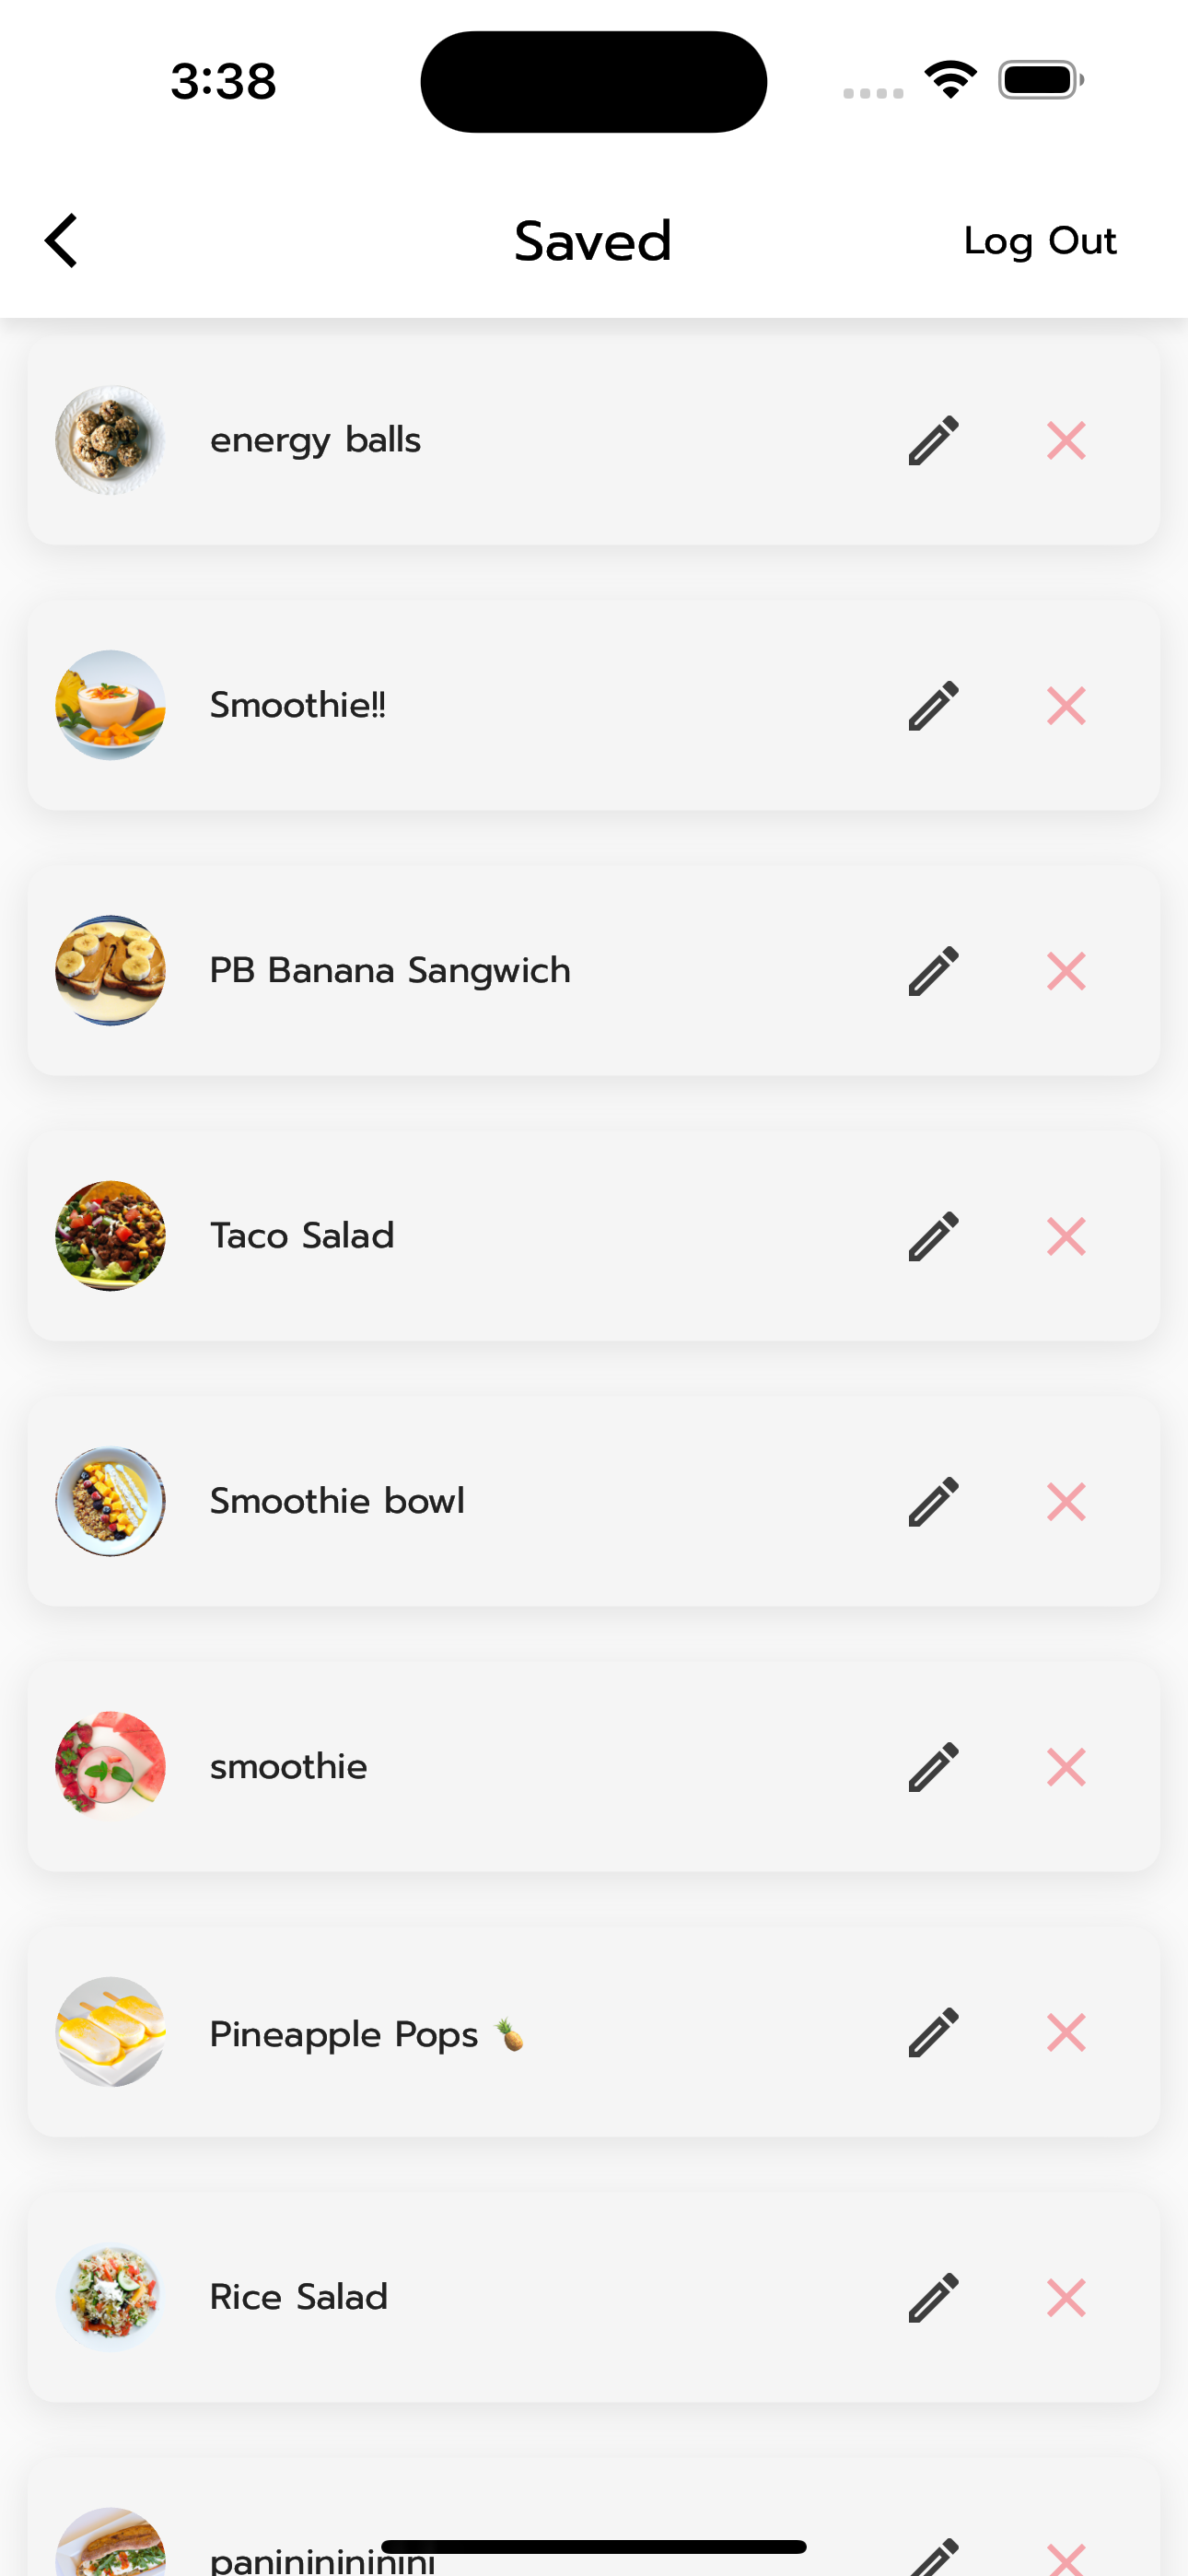 3:38
Saved
Log Out
energy balls
Smoothie!!
PB Banana Sangwich
Taco Salad
Smoothie bowl
smoothie
Pineapple Pops 🍍
Rice Salad